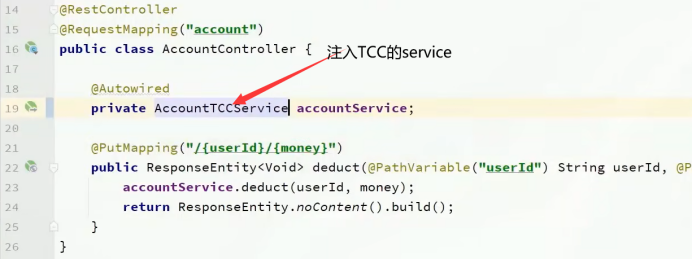 14 @RestController
15 @RequestMapping("account")
16 public class AccountController {
注入TCC的service
17
18 @Autowired
19 private AccountTCCService accountService;
20
21 @PutMapping("/{userId}/{money}")
22 public ResponseEntity<Void> deduct(@PathVariable("userId") String userId, @P
23 accountService.deduct(userId, money);
24 return ResponseEntity.noContent().build();
25 }
26 }